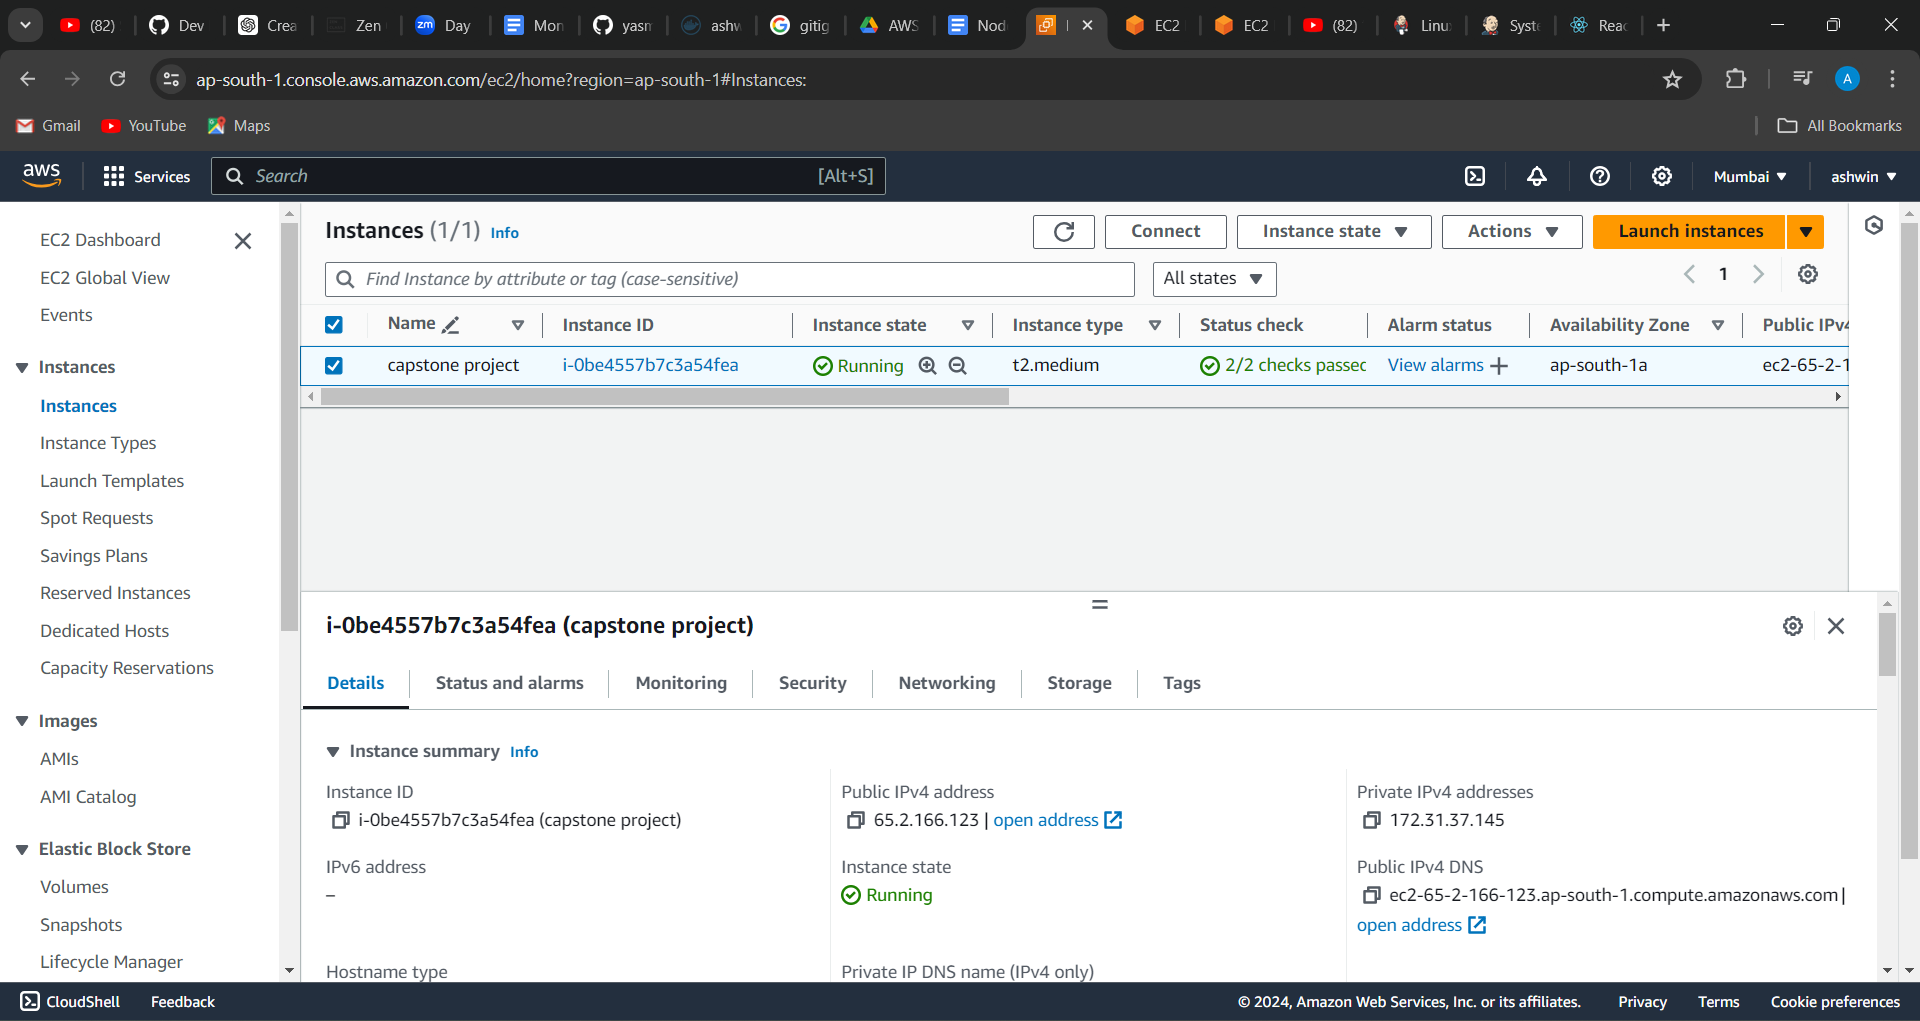 (82)
Dev
Crea
Zen
zm
Day
Mon
yasm
ashw
gitig
AWS
Node
EC2
EC2
(82)
Linu
Syst
Reac
ap-south-1.console.aws.amazon.com/ec2/home?region=ap-south-1#Instances:
A
Gmail
YouTube
Maps
All Bookmarks
aws
Services
Search
[Alt+S]
Mumbai
ashwin
EC2 Dashboard
EC2 Global View
Events
Instances
Instances
Instance Types
Launch Templates
Spot Requests
Savings Plans
Reserved Instances
Dedicated Hosts
Capacity Reservations
Images
AMIs
AMI Catalog
Elastic Block Store
Volumes
Snapshots
Lifecycle Manager
Instances (1/1) Info
Connect
Instance state
Actions
Launch instances
Find Instance by attribute or tag (case-sensitive)
All states
1
Name
Instance ID
Instance state
Instance type
Status check
Alarm status
Availability Zone
Public IPv4
capstone project
i-0be4557b7c3a54fea
Running
t2.medium
2/2 checks passed
View alarms
ap-south-1a
ec2-65-2-1
i-0be4557b7c3a54fea (capstone project)
Details
Status and alarms
Monitoring
Security
Networking
Storage
Tags
Instance summary Info
Instance ID
i-0be4557b7c3a54fea (capstone project)
Public IPv4 address
65.2.166.123 | open address
Private IPv4 addresses
172.31.37.145
IPv6 address
–
Instance state
Running
Public IPv4 DNS
ec2-65-2-166-123.ap-south-1.compute.amazonaws.com |
open address
Hostname type
Private IP DNS name (IPv4 only)
CloudShell
Feedback
© 2024, Amazon Web Services, Inc. or its affiliates.
Privacy
Terms
Cookie preferences